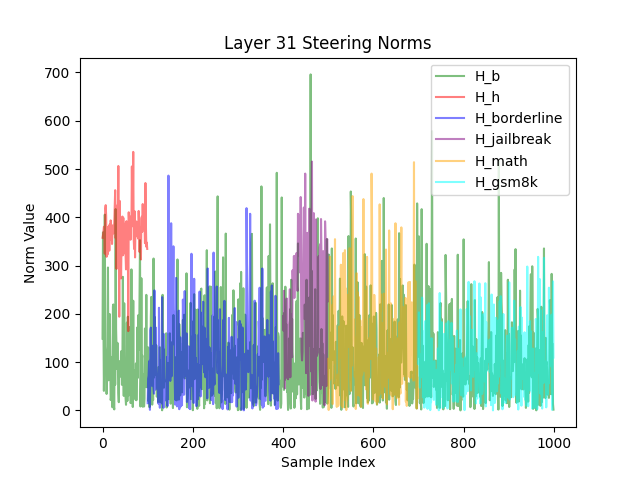 Layer 31 Steering Norms
Norm Value
700
600
500
400
300
200
100
0
0
200
400
600
800
1000
Sample Index
H_b
H_h
H_borderline
H_jailbreak
H_math
H_gsm8k